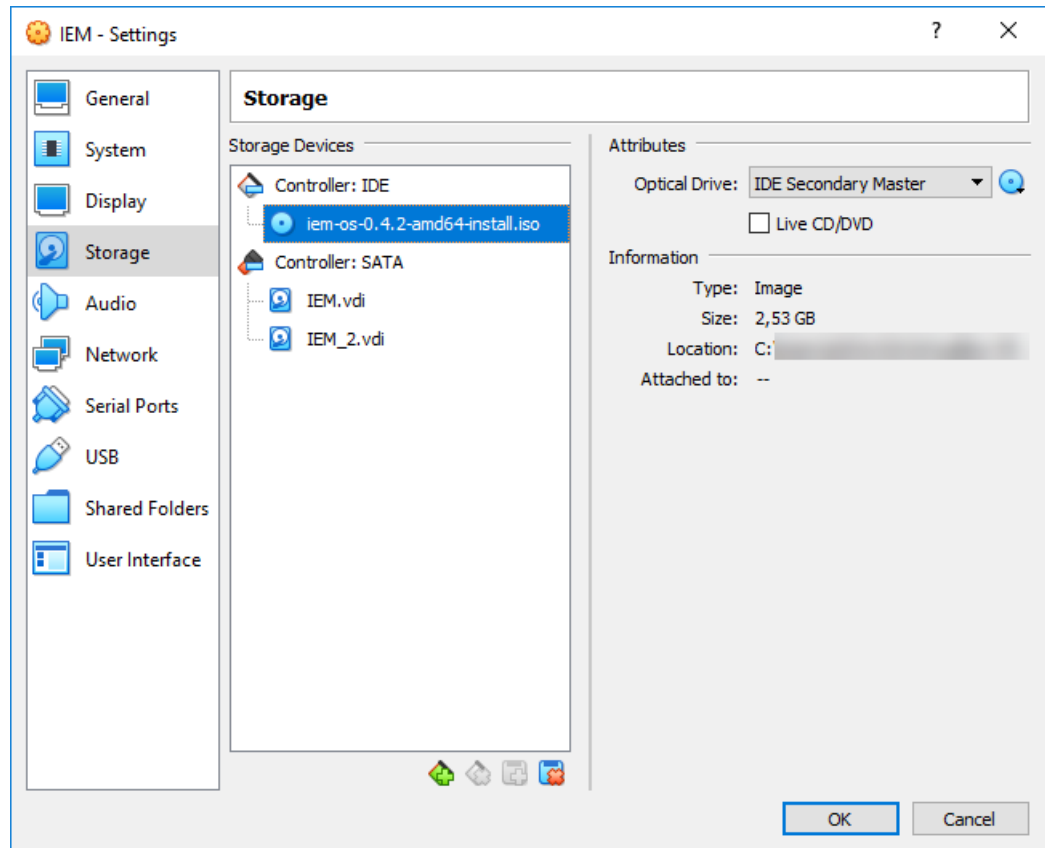 IEM - Settings
?
General
System
Display
Storage
Audio
Network
Serial Ports
USB
Shared Folders
User Interface
Storage
Storage Devices
Controller: IDE
iem-os-0.4.2-amd64-install.iso
Controller: SATA
IEM.vdi
IEM_2.vdi
Attributes
Optical Drive: IDE Secondary Master
Live CD/DVD
Information
Type: Image
Size: 2,53 GB
Location: C:
Attached to: --
OK Cancel